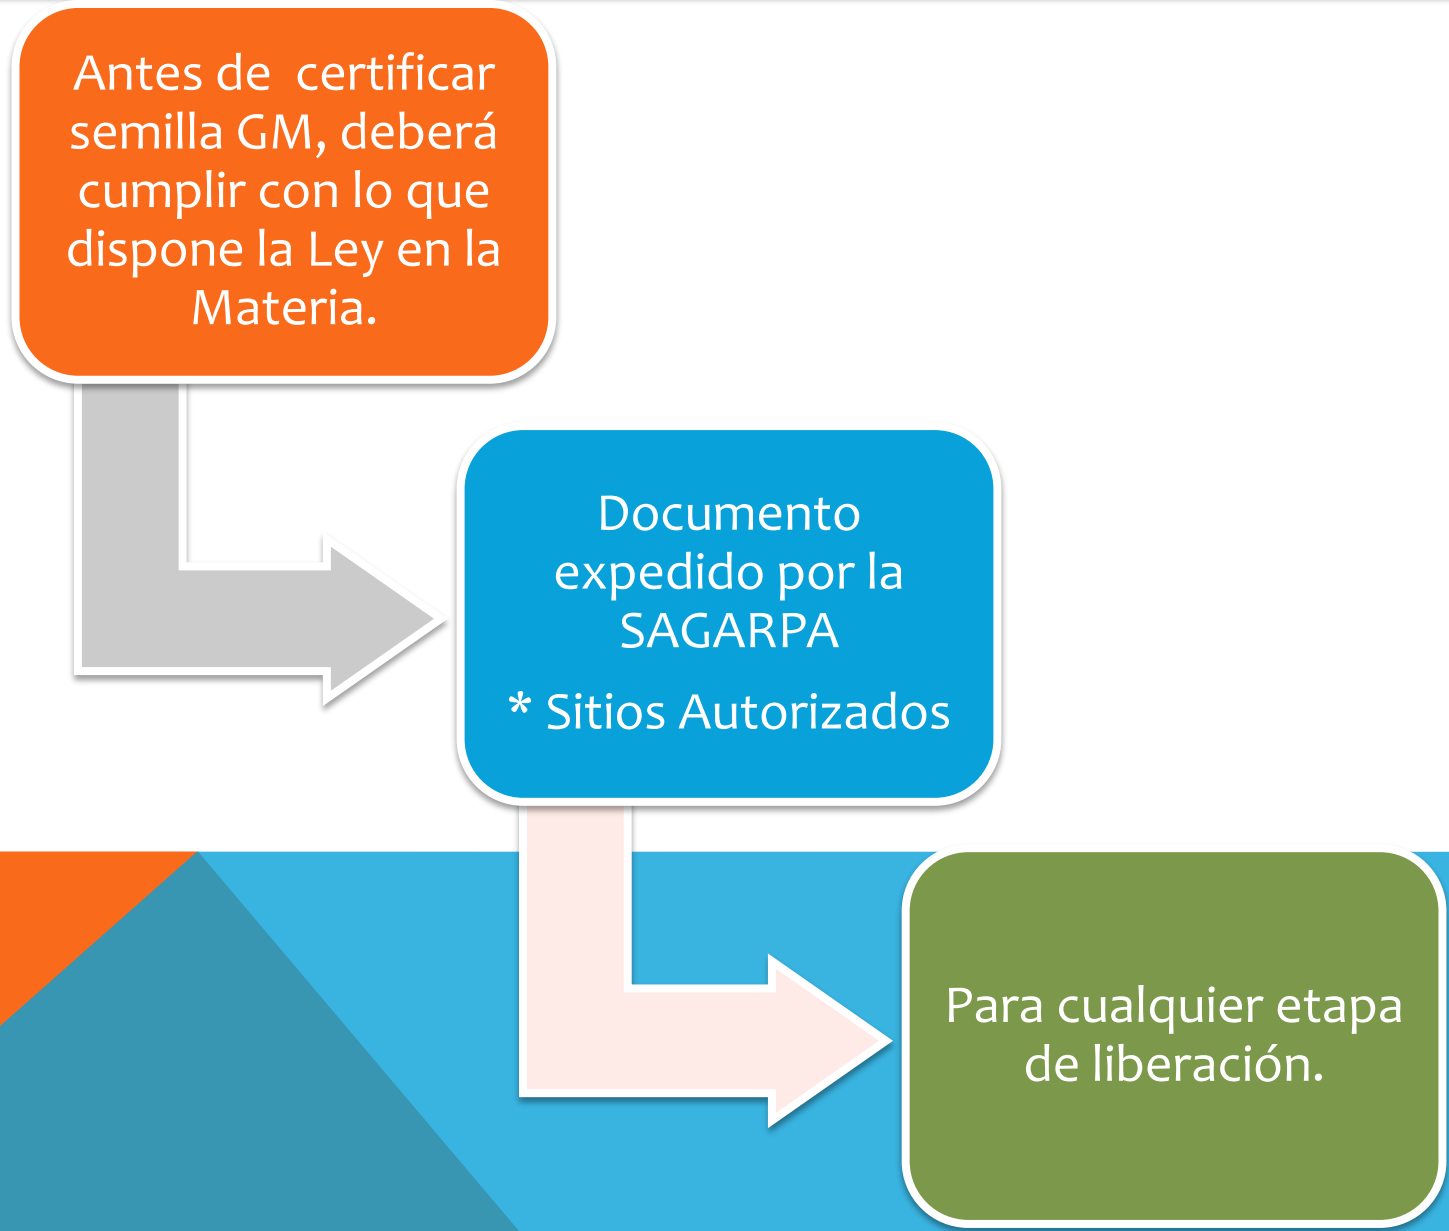 Antes de  certificar
semilla GM, deberá
cumplir con lo que
dispone la Ley en la
Materia.
Documento
expedido por la
SAGARPA
* Sitios Autorizados
Para cualquier etapa
de liberación.